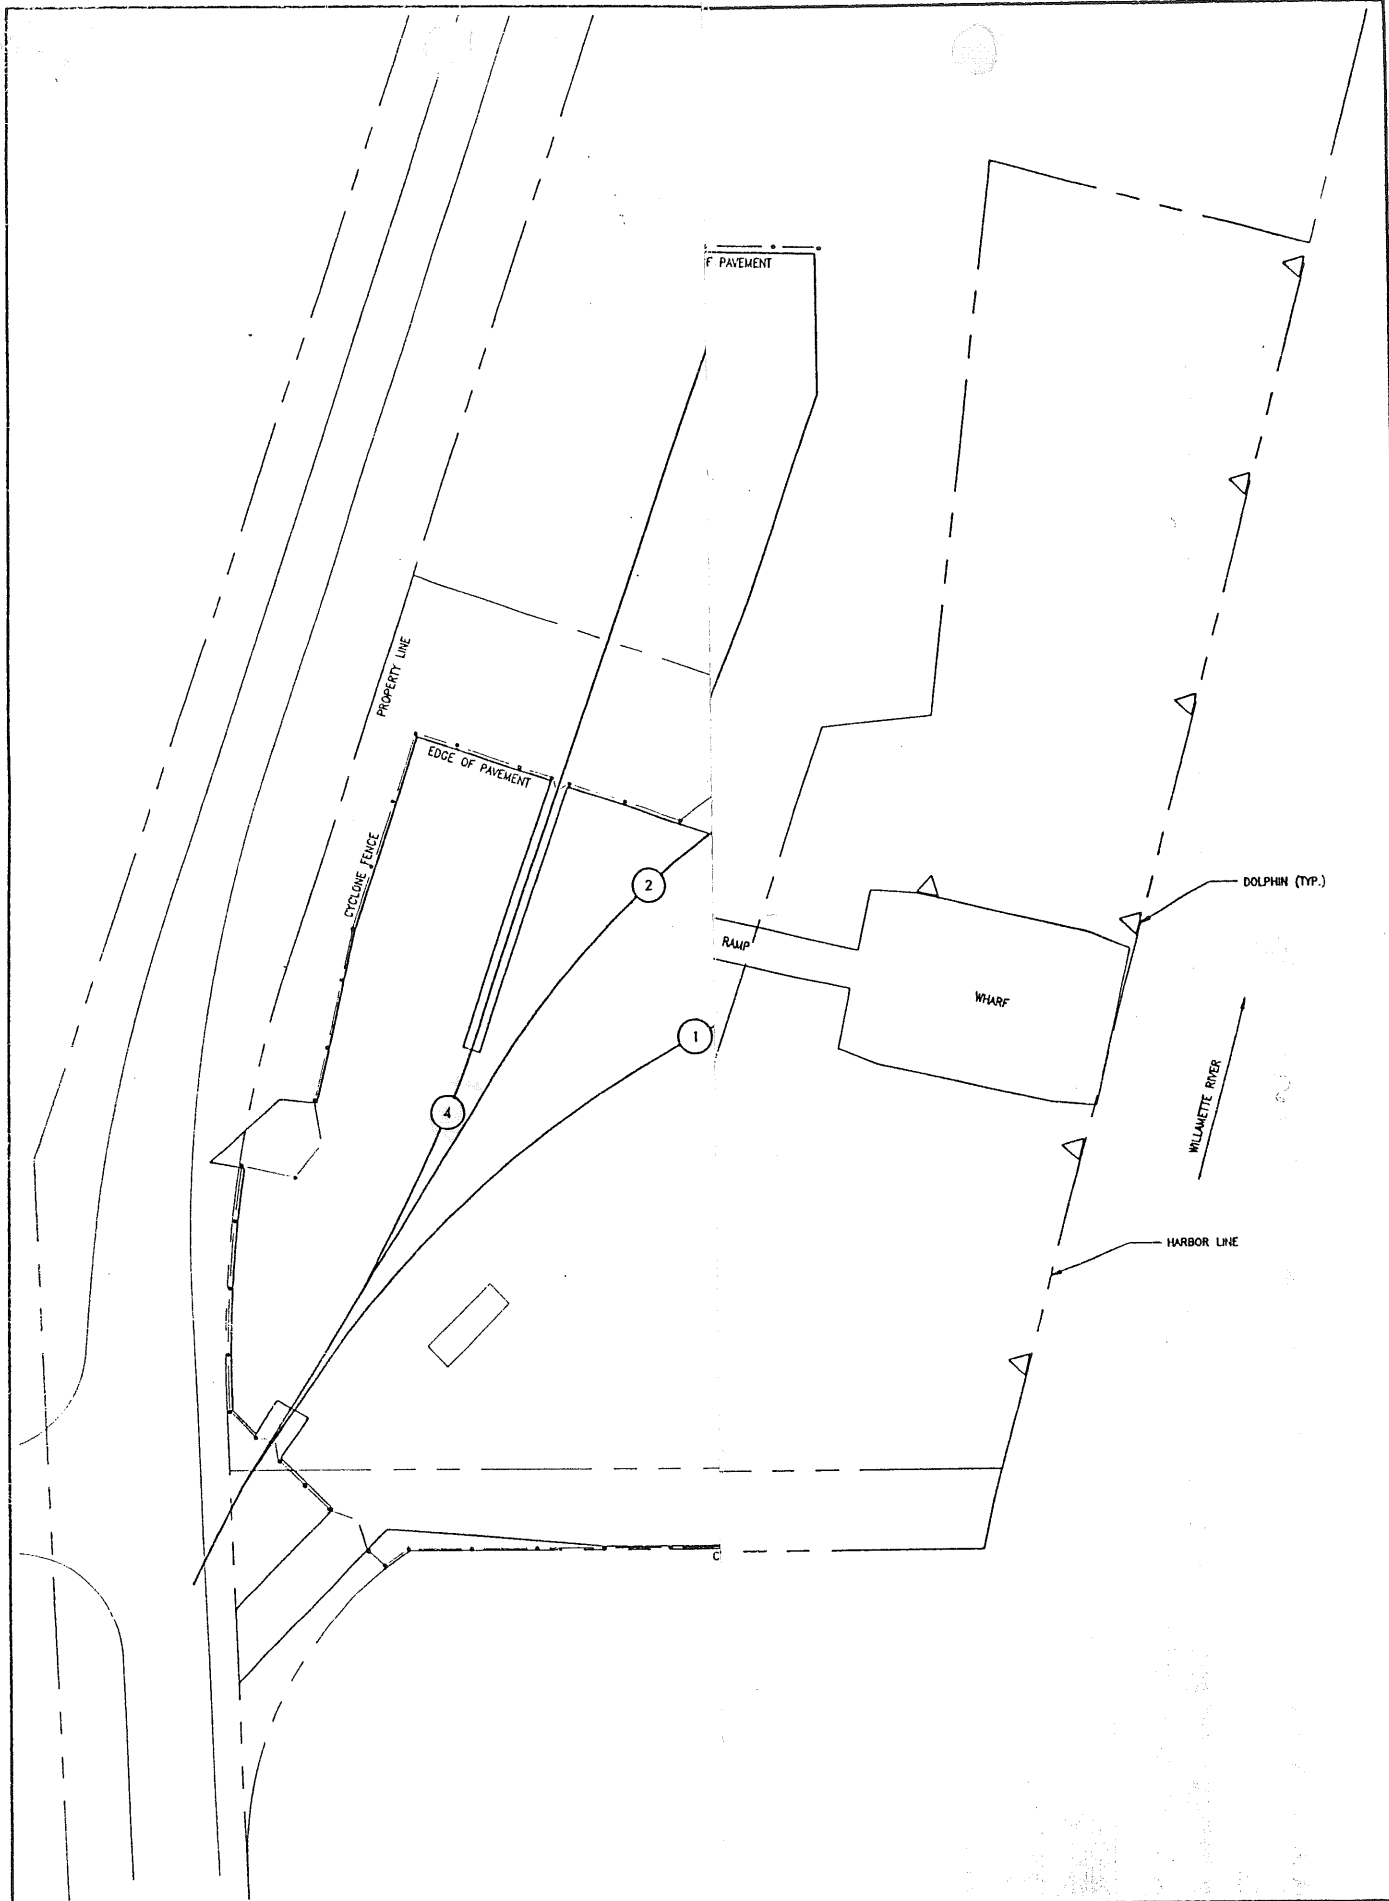 F PAVEMENT
PROPERTY LINE
EDGE OF PAVEMENT
CYCLONE FENCE
2
DOLPHIN (TYP.)
RAMP
WHARF
1
4
WILLAMETTE RIVER
HARBOR LINE
C